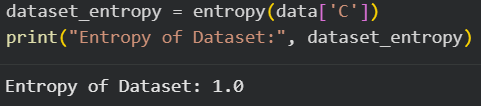 dataset_entropy = entropy(data['C'])
print("Entropy of Dataset:", dataset_entropy)
Entropy of Dataset: 1.0